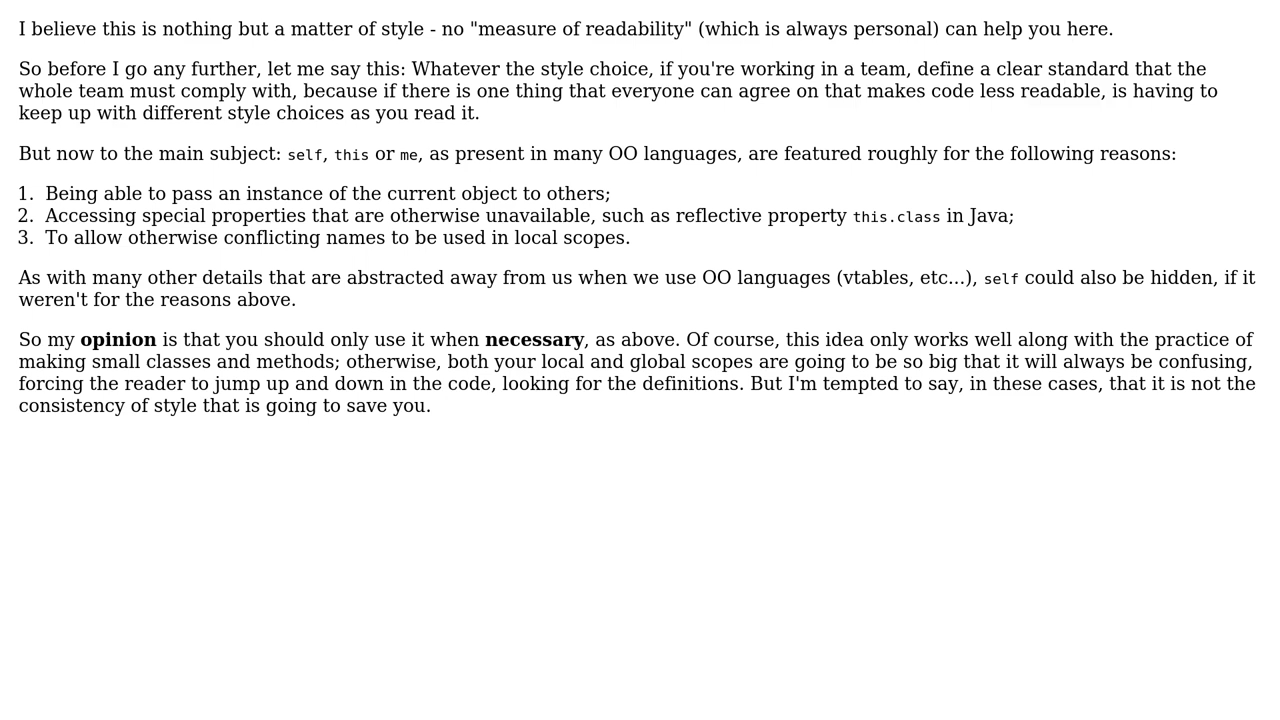 I believe this is nothing but a matter of style - no "measure of readability" (which is always personal) can help you here.
So before I go any further, let me say this: Whatever the style choice, if you're working in a team, define a clear standard that the
whole team must comply with, because if there is one thing that everyone can agree on that makes code less readable, is having to
keep up with different style choices as you read it.
But now to the main subject: self, this or me, as present in many OO languages, are featured roughly for the following reasons:
1. Being able to pass an instance of the current object to others;
2. Accessing special properties that are otherwise unavailable, such as reflective property this.class in Java;
3. To allow otherwise conflicting names to be used in local scopes.
As with many other details that are abstracted away from us when we use OO languages (vtables, etc...), self could also be hidden, if it
weren't for the reasons above.
So my opinion is that you should only use it when necessary, as above. Of course, this idea only works well along with the practice of
making small classes and methods; otherwise, both your local and global scopes are going to be so big that it will always be confusing,
forcing the reader to jump up and down in the code, looking for the definitions. But I'm tempted to say, in these cases, that it is not the
consistency of style that is going to save you.